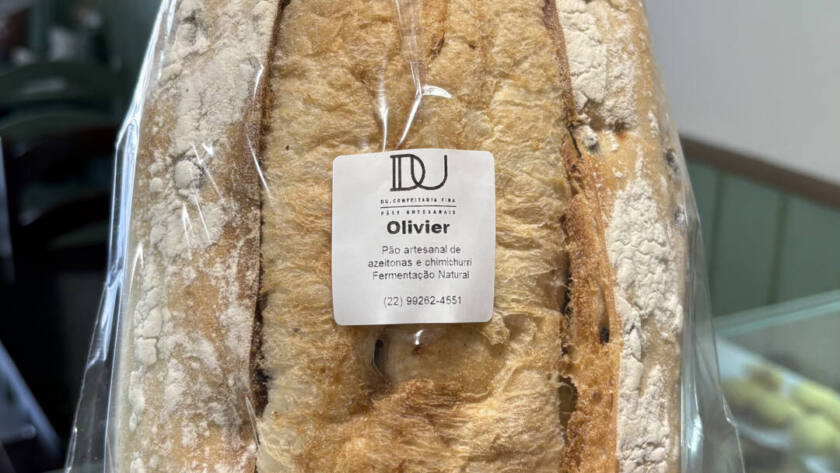 DU
DU.CONFEITARIA FINA
PÃES ARTESANAIS
Olivier
Pão artesanal de
azeitonas e chimichurri
Fermentação Natural
(22) 99262-4551